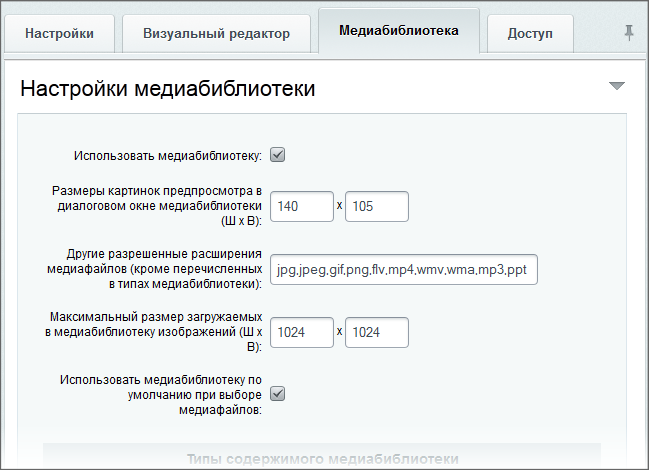 Настройки
Визуальный редактор
Медиабиблиотека
Доступ
Настройки медиабиблиотеки
Использовать медиабиблиотеку:
Размеры картинок предпросмотра в
диалоговом окне медиабиблиотеки
(Ш x В):
140 x 105
Другие разрешенные расширения
медиафайлов (кроме перечисленных
в типах медиабиблиотеки):
jpg,jpeg,gif,png,flv,mp4,wmv,wma,mp3,ppt
Максимальный размер загружаемых
в медиабиблиотеку изображений (Ш x
В):
1024 x 1024
Использовать медиабиблиотеку по
умолчанию при выборе
медиафайлов:
Типы содержимого медиабиблиотеки